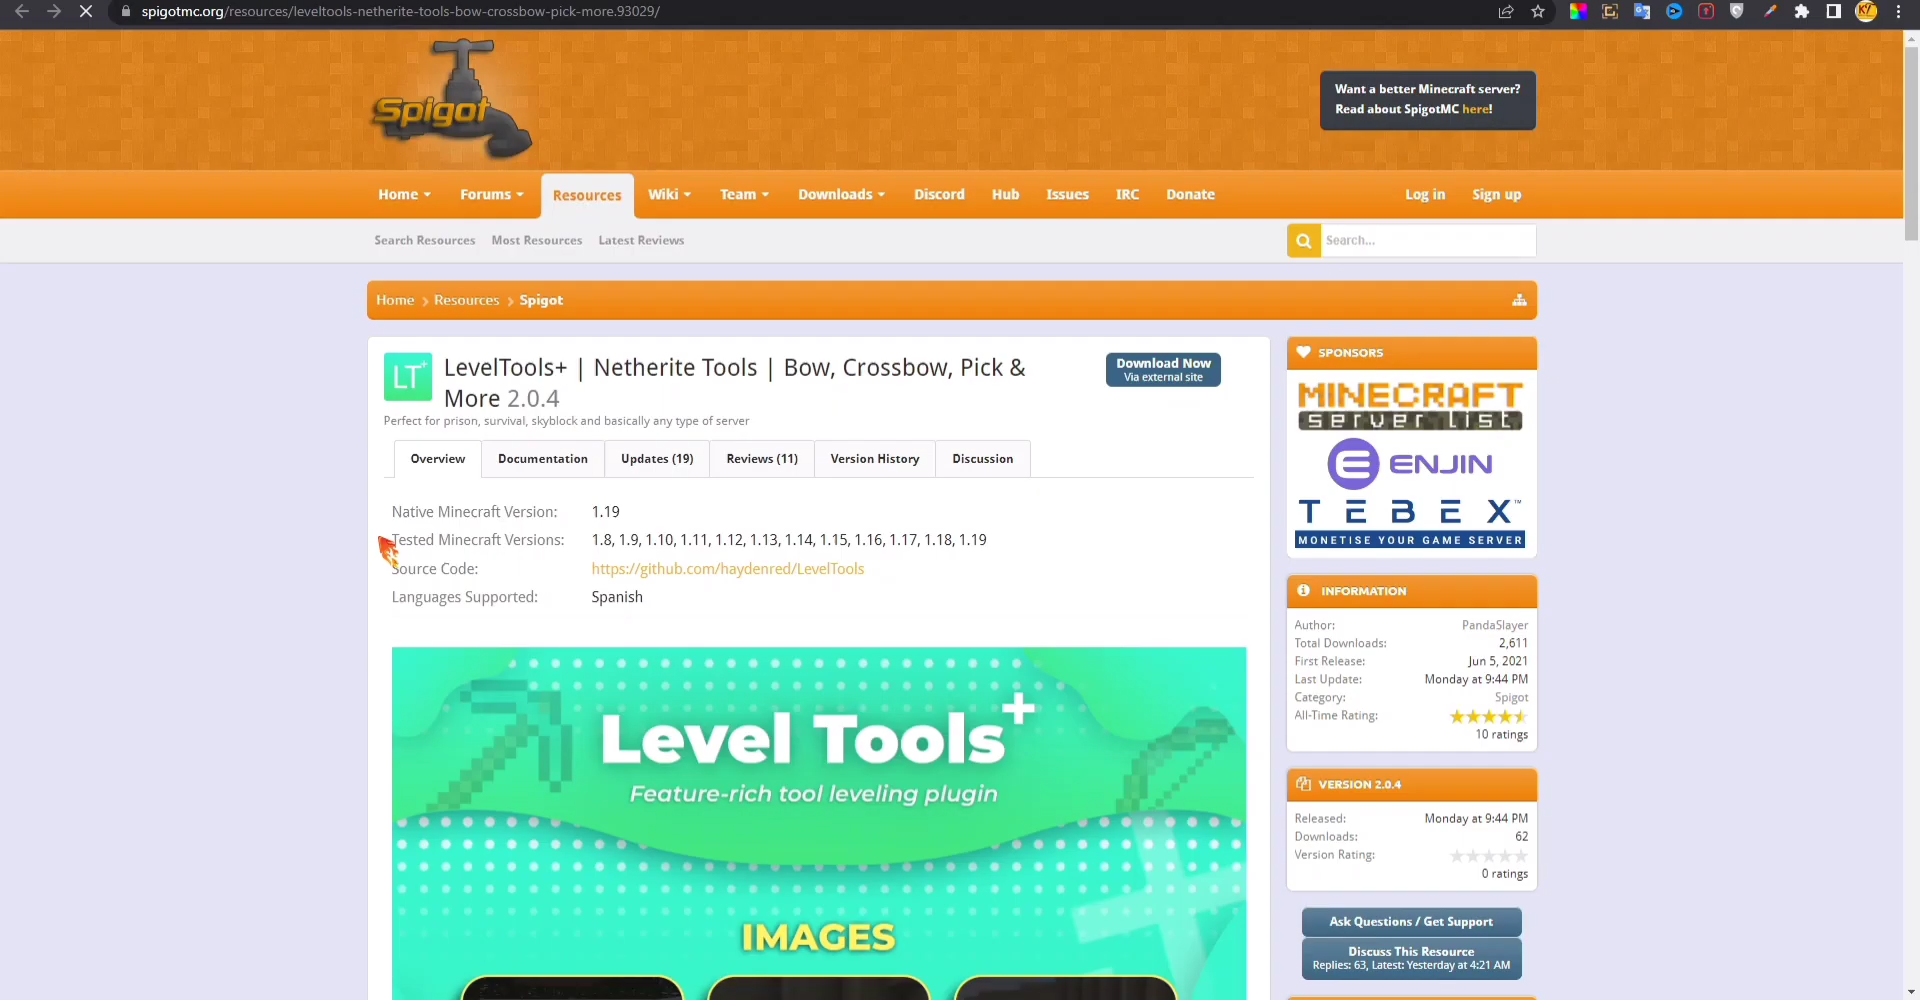 spigotmc.org/resources/leveltools-netherite-tools-bow-crossbow-pick-more.93029/
Spigot
Want a better Minecraft server?
Read about SpigotMC here!
Home Forums Resources Wiki Team Downloads Discord Hub Issues IRC Donate Log in Sign up
Search Resources Most Resources Latest Reviews Search...
Home Resources Spigot
LT+
LevelTools+ | Netherite Tools | Bow, Crossbow, Pick &
More 2.0.4
Perfect for prison, survival, skyblock and basically any type of server
Download Now
Via external site
Overview Documentation Updates (19) Reviews (11) Version History Discussion
Native Minecraft Version: 1.19
Tested Minecraft Versions: 1.8, 1.9, 1.10, 1.11, 1.12, 1.13, 1.14, 1.15, 1.16, 1.17, 1.18, 1.19
Source Code: https://github.com/haydenred/LevelTools
Languages Supported: Spanish
Level Tools+
Feature-rich tool leveling plugin
IMAGES
SPONSORS
MINECRAFT
server list
ENJIN
TEBEX™
MONETISE YOUR GAME SERVER
INFORMATION
Author: PandaSlayer
Total Downloads: 2,611
First Release: Jun 5, 2021
Last Update: Monday at 9:44 PM
Category: Spigot
All-Time Rating:
10 ratings
VERSION 2.0.4
Released: Monday at 9:44 PM
Downloads: 62
Version Rating:
0 ratings
Ask Questions / Get Support
Discuss This Resource
Replies: 63, Latest: Yesterday at 4:21 AM